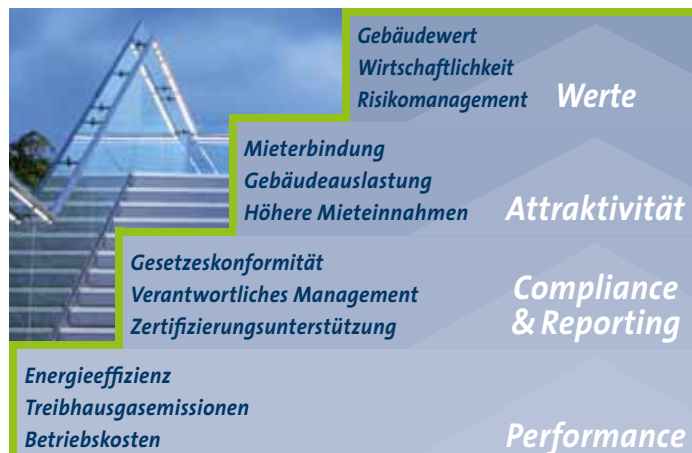 Gebäudewert
Wirtschaftlichkeit
Risikomanagement
Werte
Mieterbindung
Gebäudeauslastung
Höhere Mieteinnahmen
Attraktivität
Gesetzeskonformität
Verantwortliches Management
Zertifizierungsunterstützung
Compliance
& Reporting
Energieeffizienz
Treibhausgasemissionen
Betriebskosten
Performance